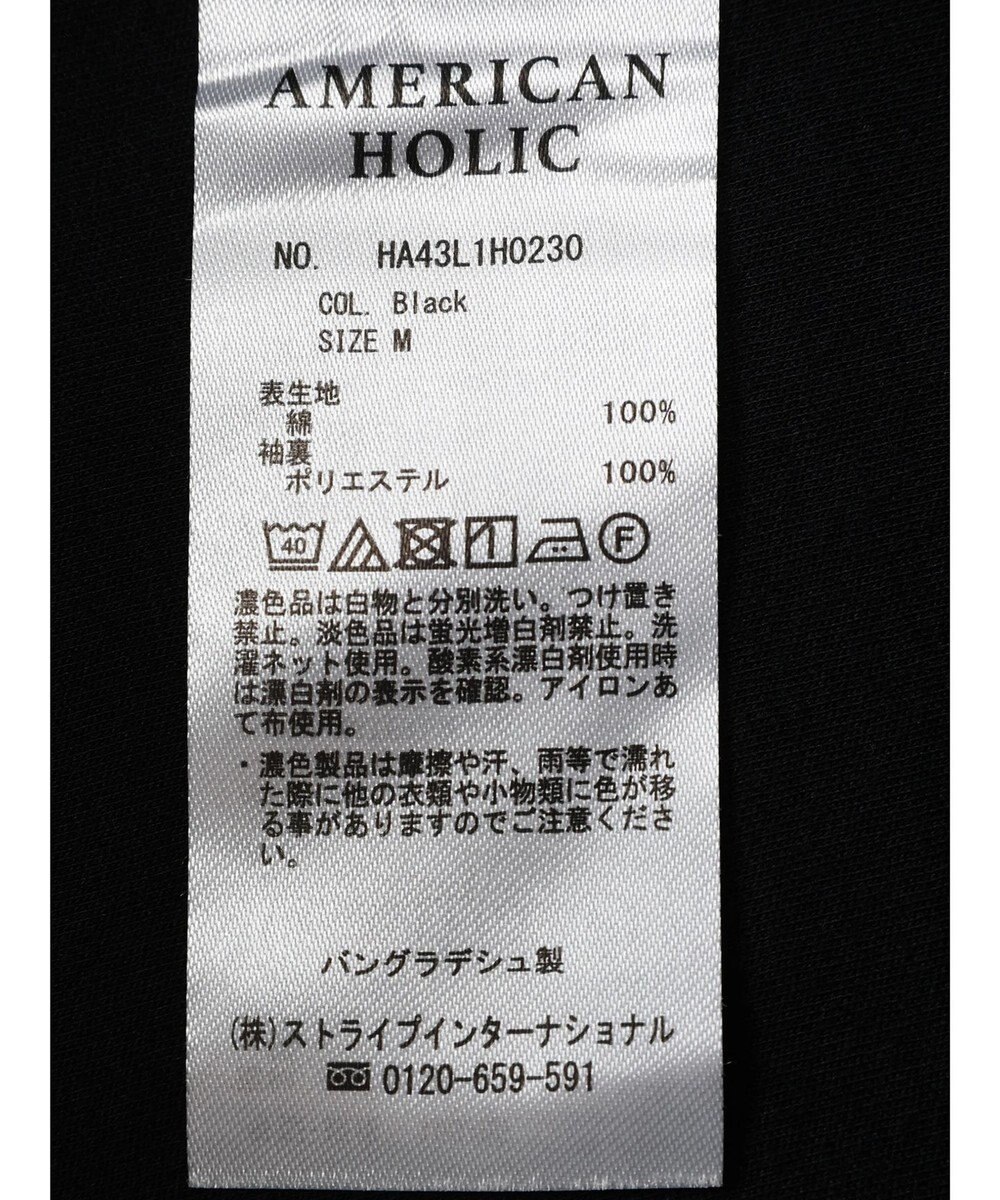 AMERICAN
HOLIC
NO. HA43L1H0230
COL. Black
SIZE M
表生地
綿 100%
袖裏
ポリエステル 100%
40 F
濃色品は白物と分別洗い。つけ置き
禁止。淡色品は蛍光増白剤禁止。洗
濯ネット使用。酸素系漂白剤使用時
は漂白剤の表示を確認。アイロンあ
て布使用。
・濃色製品は摩擦や汗、雨等で濡れ
た際に他の衣類や小物類に色が移
る事がありますのでご注意くださ
い。
バングラデシュ製
(株)ストライプインターナショナル
0120-659-591